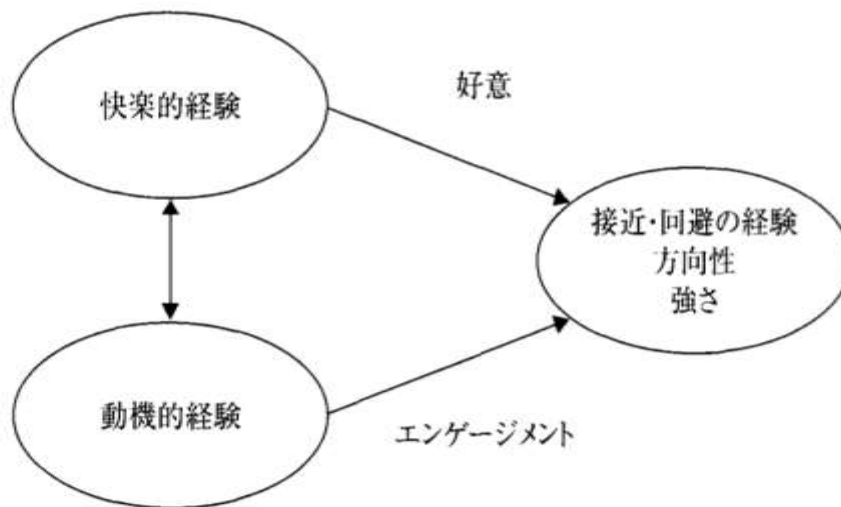 快楽的経験
好意
接近・回避の経験
方向性
強さ
動機的経験
エンゲージメント